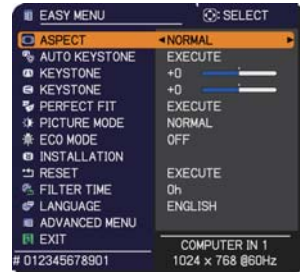 EASY MENU :SELECT
ASPECT NORMAL
AUTO KEYSTONE EXECUTE
KEYSTONE +0
KEYSTONE +0
PERFECT FIT EXECUTE
PICTURE MODE NORMAL
ECO MODE OFF
INSTALLATION
RESET EXECUTE
FILTER TIME 0h
LANGUAGE ENGLISH
ADVANCED MENU
EXIT
COMPUTER IN 1
# 012345678901 1024 x 768 @60Hz